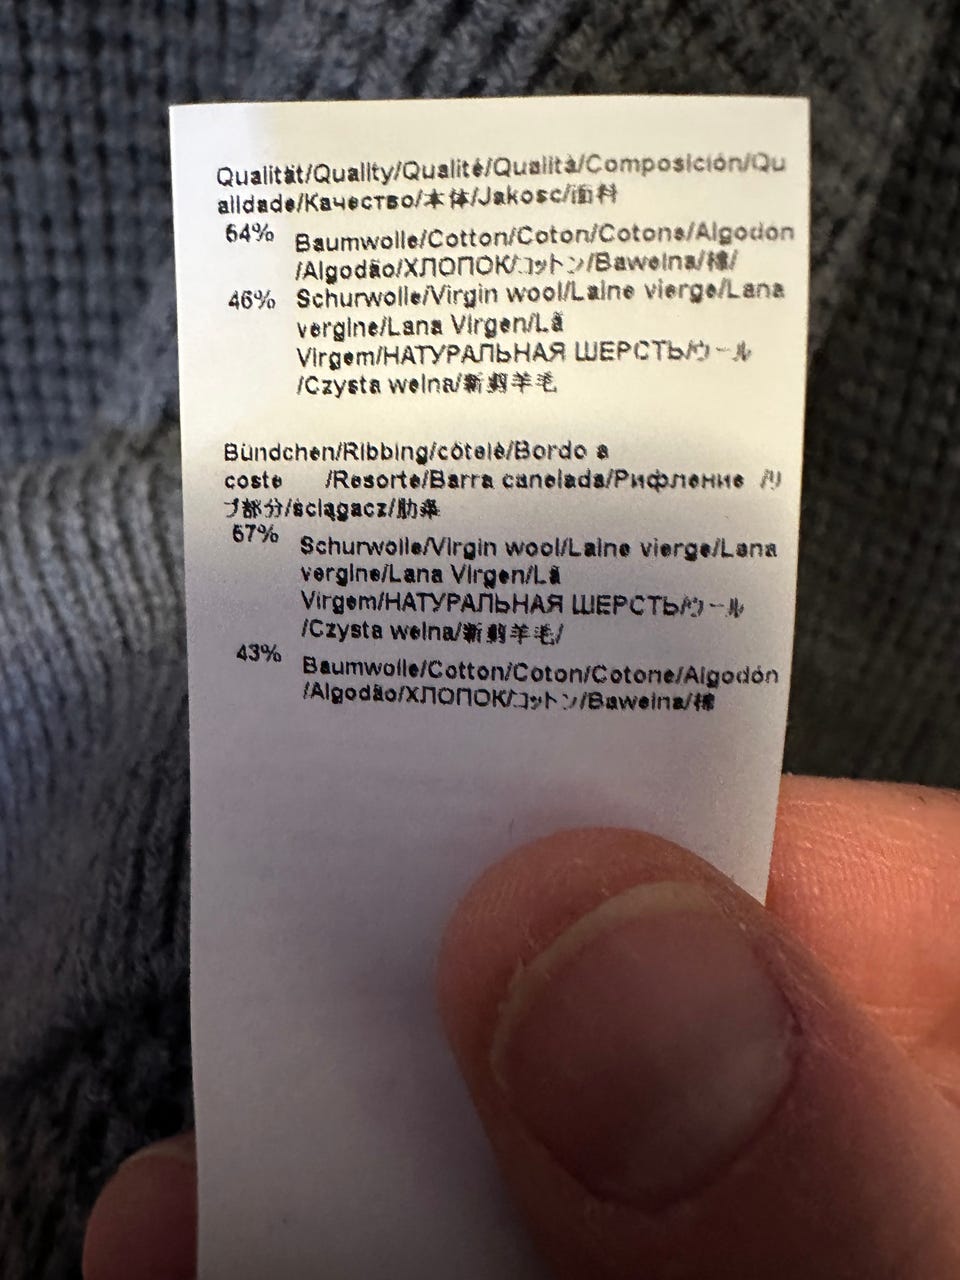 Qualität/Quality/Qualité/Qualità/Composición/Qu
alidade/Качество/本体/Jakosc/面料
54% Baumwolle/Cotton/Coton/Cotone/Algodón
/Algodão/ХЛОПОК/コットン/Bawelna/棉/
46% Schurwolle/Virgin wool/Laine vierge/Lana
vergine/Lana Virgen/Lã
Virgem/НАТУРАЛЬНАЯ ШЕРСТЬ/ウール
/Czysta welna/新剪羊毛
Bündchen/Ribbing/côtelé/Bordo a
coste /Resorte/Barra canelada/Рифление /リ
ブ部分/ściągacz/肋条
57% Schurwolle/Virgin wool/Laine vierge/Lana
vergine/Lana Virgen/Lã
Virgem/НАТУРАЛЬНАЯ ШЕРСТЬ/ウール
/Czysta welna/新剪羊毛/
43% Baumwolle/Cotton/Coton/Cotone/Algodón
/Algodão/ХЛОПОК/コットン/Bawelna/棉